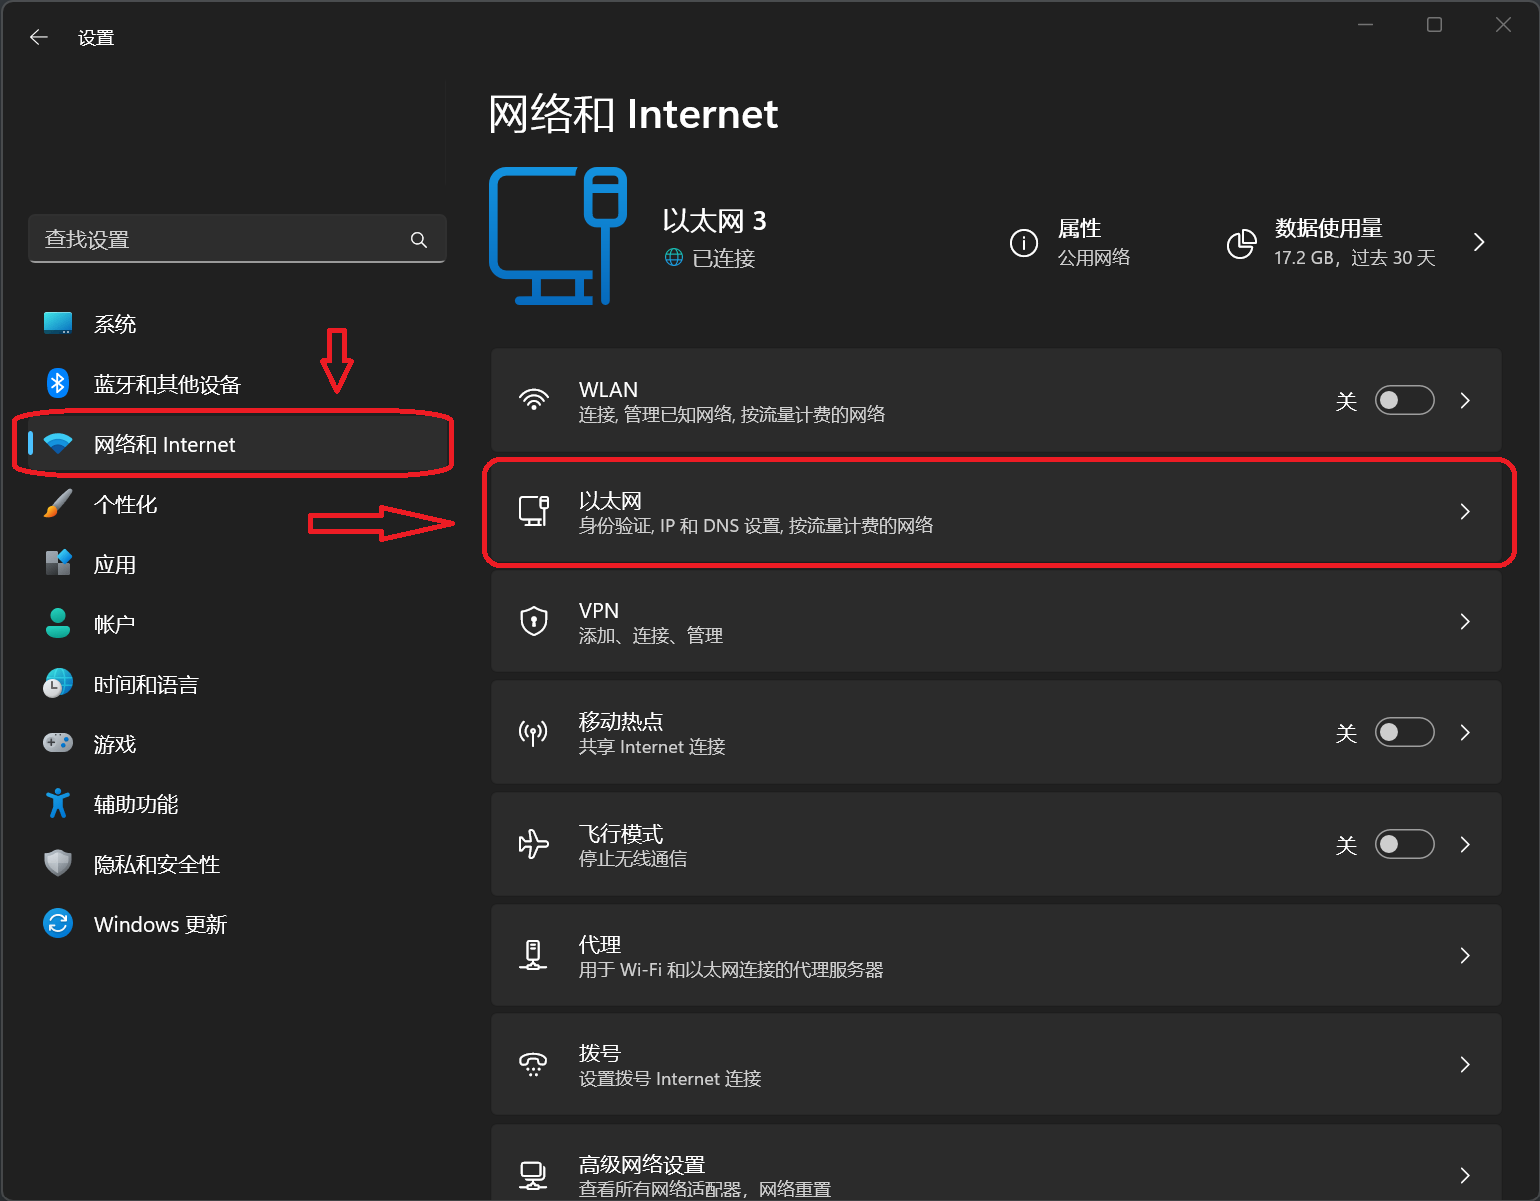 设置
查找设置
系统
蓝牙和其他设备
网络和 Internet
个性化
应用
帐户
时间和语言
游戏
辅助功能
隐私和安全性
Windows 更新
网络和 Internet
以太网 3
已连接
属性
公用网络
数据使用量
17.2 GB，过去 30 天
WLAN
连接, 管理已知网络, 按流量计费的网络
关
以太网
身份验证, IP 和 DNS 设置, 按流量计费的网络
VPN
添加、连接、管理
移动热点
共享 Internet 连接
关
飞行模式
停止无线通信
关
代理
用于 Wi-Fi 和以太网连接的代理服务器
拨号
设置拨号 Internet 连接
高级网络设置
查看所有网络适配器，网络重置